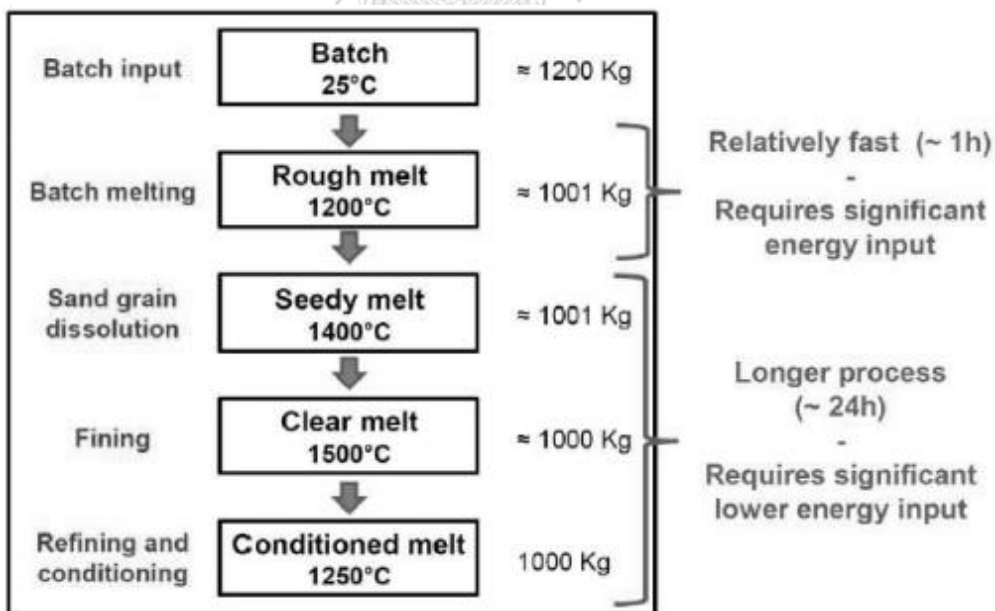 Batch input
Batch
25°C
≈ 1200 Kg
Batch melting
Rough melt
1200°C
≈ 1001 Kg
Relatively fast (~ 1h)
-
Requires significant
energy input
Sand grain
dissolution
Seedy melt
1400°C
≈ 1001 Kg
Fining
Clear melt
1500°C
≈ 1000 Kg
Longer process
(~ 24h)
-
Requires significant
lower energy input
Refining and
conditioning
Conditioned melt
1250°C
1000 Kg